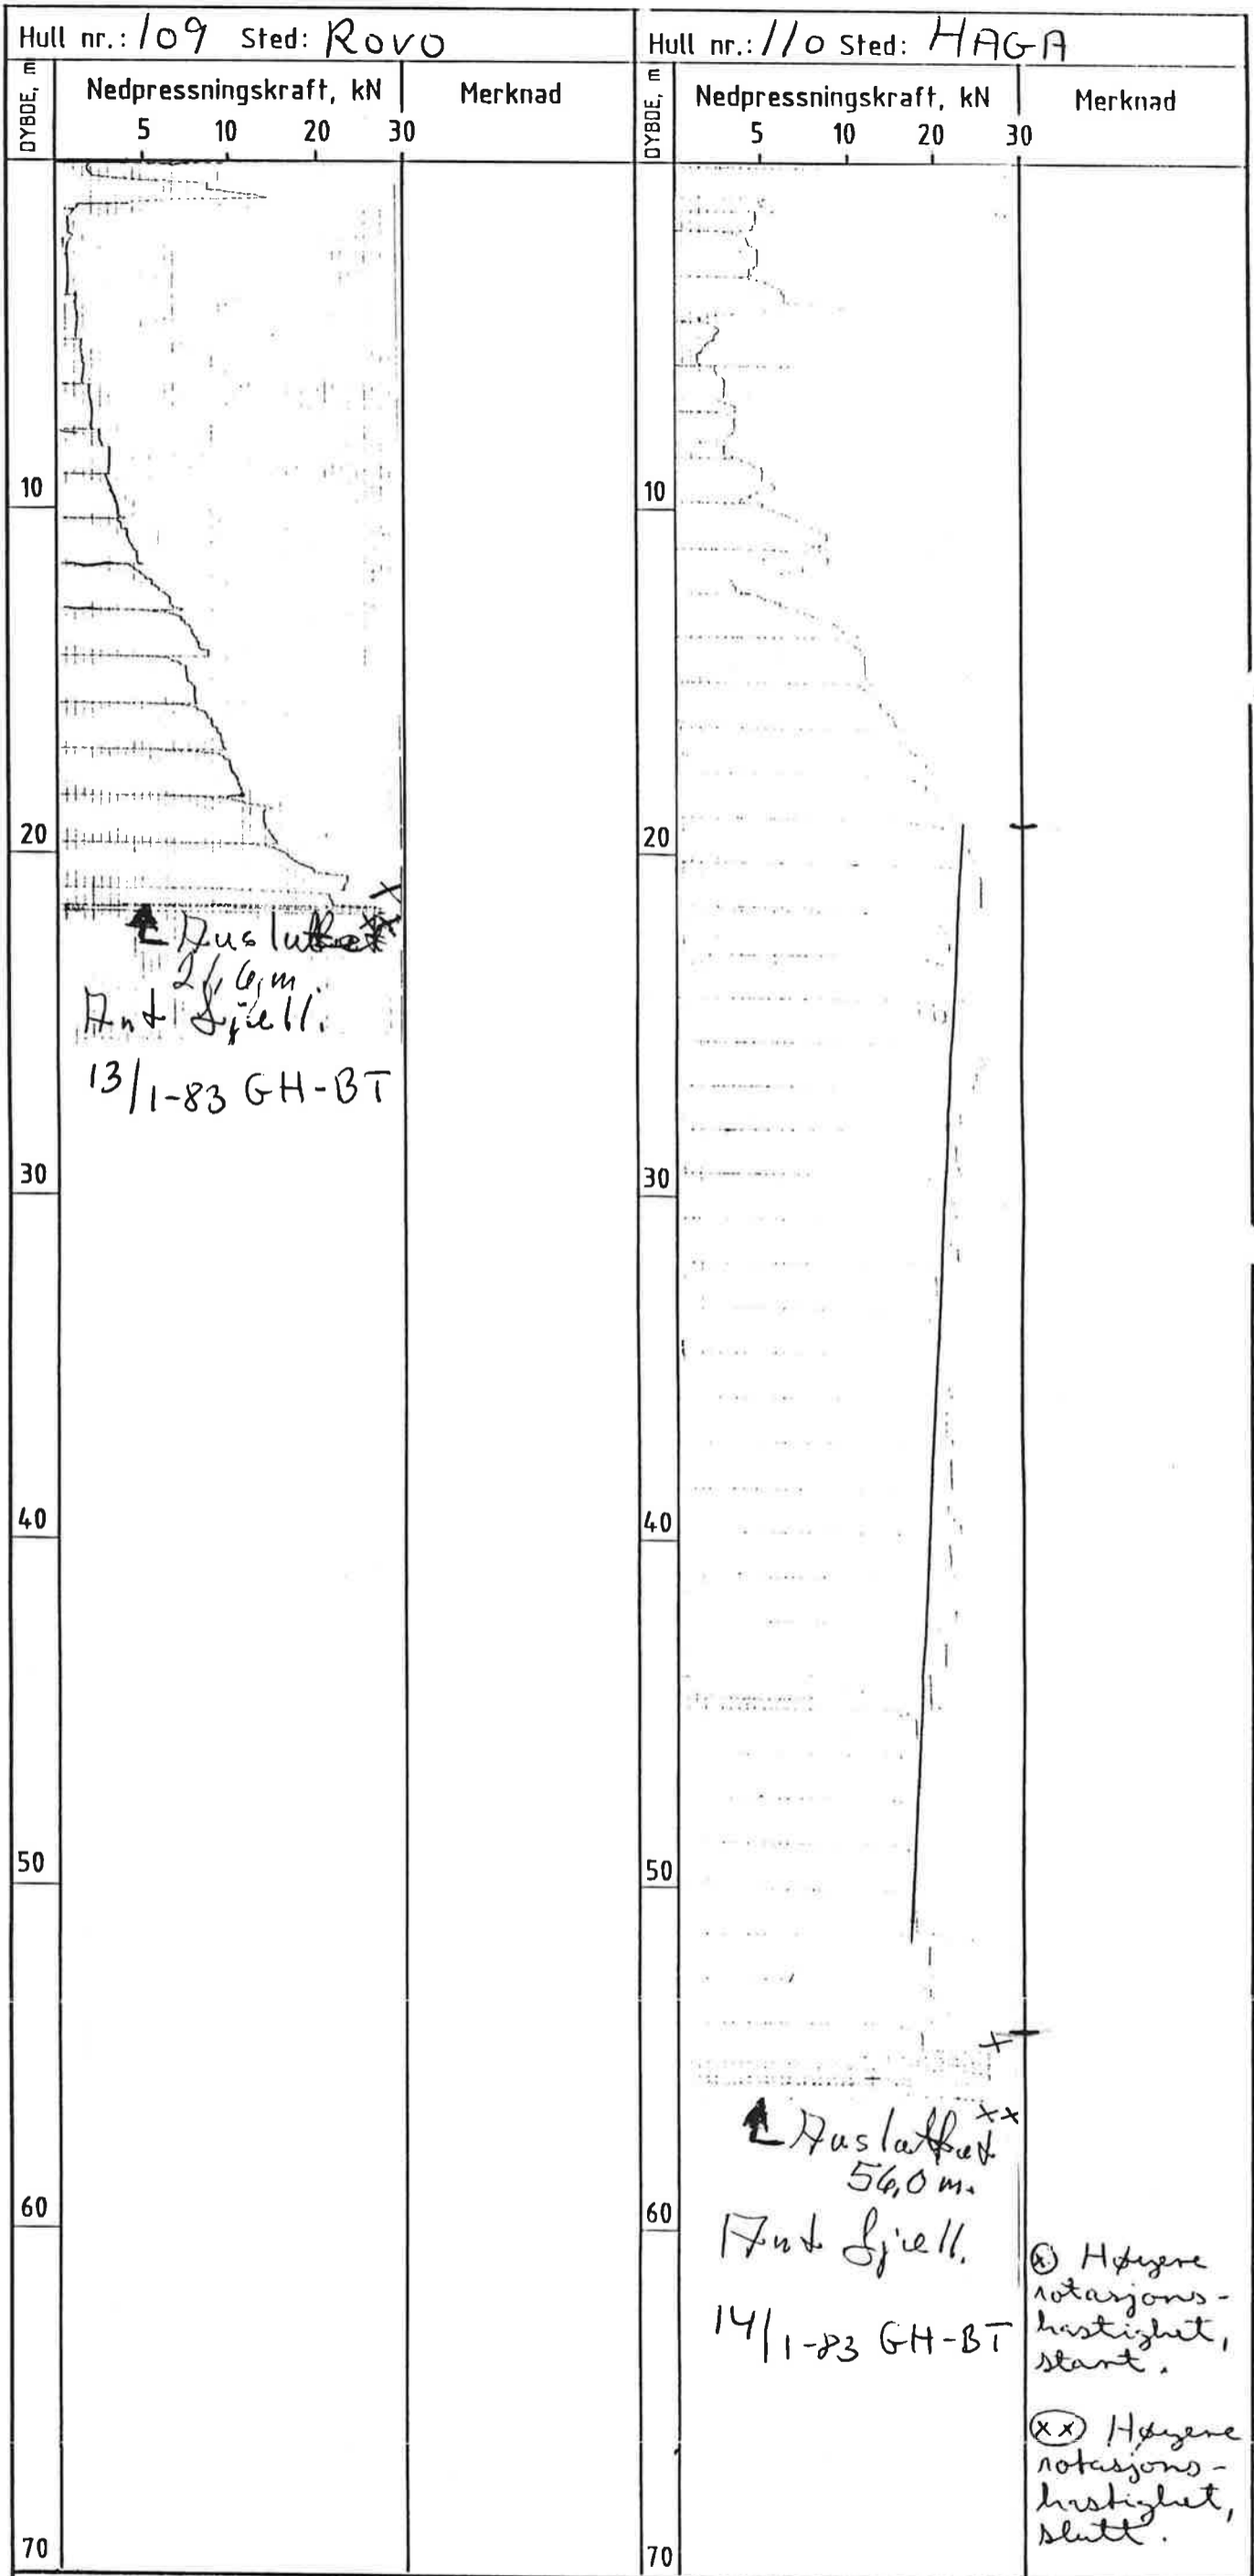 Hull nr.: 109 Sted: ROVO
DYBDE, m
Nedpressningskraft, kN
Merknad
5 10 20 30
10
20
x
xx
Avsluttet
21,6 m.
Ant fjell.
13/1-83 GH-BT
30
40
50
60
70
Hull nr.: 110 Sted: HAGA
DYBDE, m
Nedpressningskraft, kN
Merknad
5 10 20 30
10
20
30
40
50
x
xx
Avsluttet
56,0 m.
60
Ant fjell.
14/1-83 GH-BT
(x) Høyere
rotasjons-
hastighet,
start.
(xx) Høyere
rotasjons-
hastighet,
slutt.
70